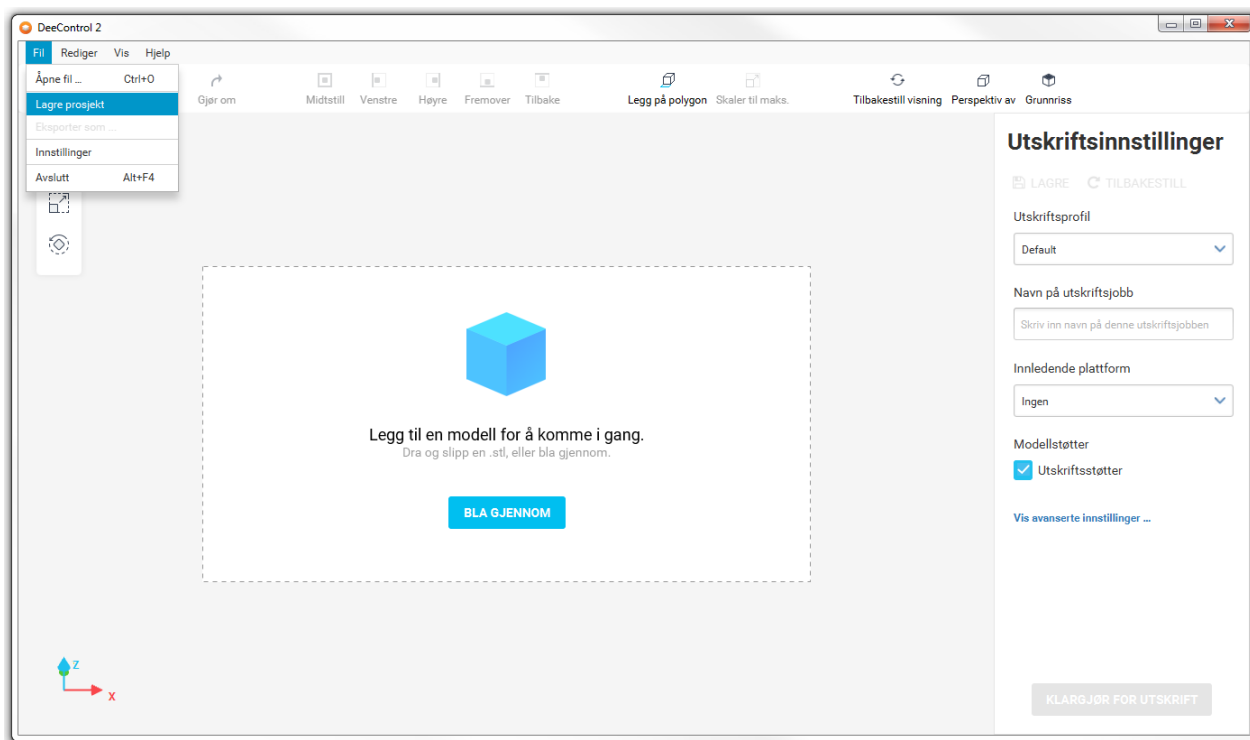 DeeControl 2
Fil Rediger Vis Hjelp
Åpne fil ... Ctrl+O
Lagre prosjekt
Eksporter som ...
Innstillinger
Avslutt Alt+F4
Gjør om Midtstill Venstre Høyre Fremover Tilbake Legg på polygon Skaler til maks. Tilbakestill visning Perspektiv av Grunnriss
Legg til en modell for å komme i gang.
Dra og slipp en .stl, eller bla gjennom.
BLA GJENNOM
Z
X
Utskriftsinnstillinger
LAGRE TILBAKESTILL
Utskriftsprofil
Default
Navn på utskriftsjobb
Skriv inn navn på denne utskriftsjobben
Innledende plattform
Ingen
Modellstøtter
Utskriftsstøtter
Vis avanserte innstillinger ...
KLARGJØR FOR UTSKRIFT